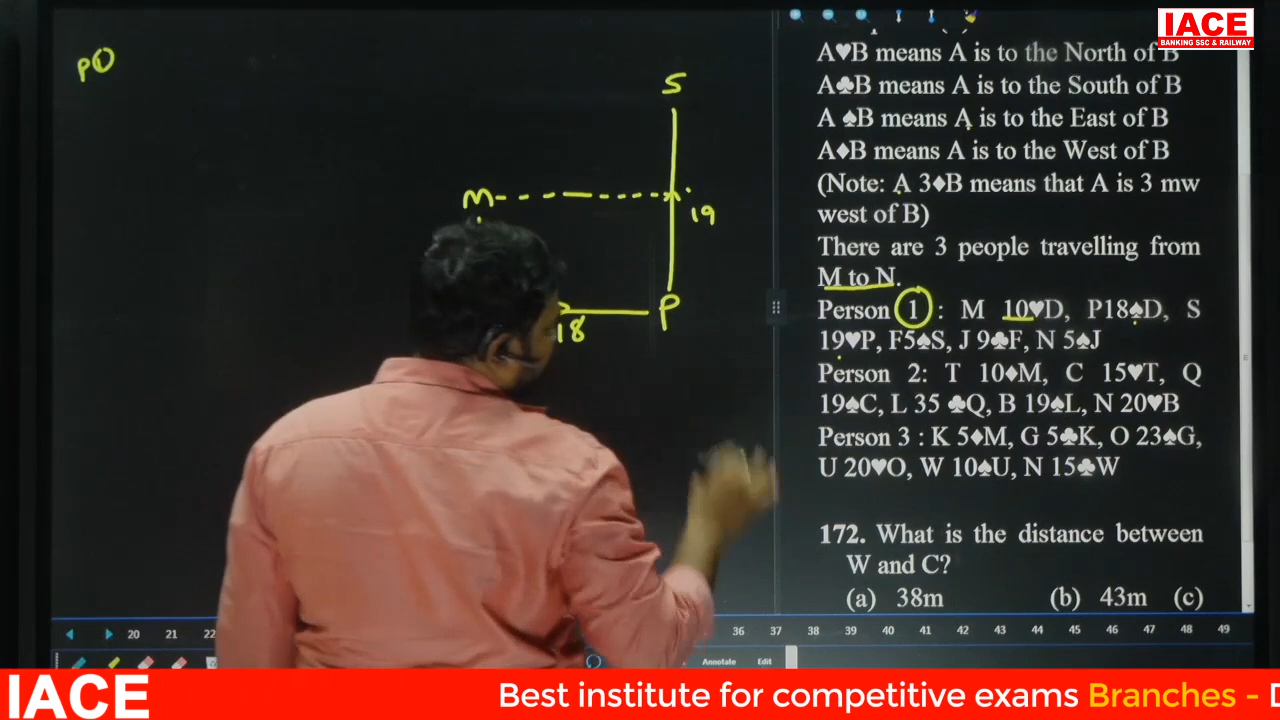 IACE
BANKING SSC & RAILWAY
P①
S
M
19
18
P
A♥B means A is to the North of B
A♣B means A is to the South of B
A ♠B means A is to the East of B
A♦B means A is to the West of B
(Note: A 3♦B means that A is 3 mw
west of B)
There are 3 people travelling from
M to N.
Person 1 : M 10♥D, P18♠D, S
19♥P, F5♠S, J 9♣F, N 5♠J
Person 2: T 10♦M, C 15♥T, Q
19♠C, L 35 ♣Q, B 19♠L, N 20♥B
Person 3 : K 5♦M, G 5♣K, O 23♠G,
U 20♥O, W 10♠U, N 15♣W
172. What is the distance between
W and C?
(a) 38m (b) 43m (c)
20 21 22 36 37 38 39 40 41 42 43 44 45 46 47 48 49
Annotate Edit
IACE Best institute for competitive exams Branches -